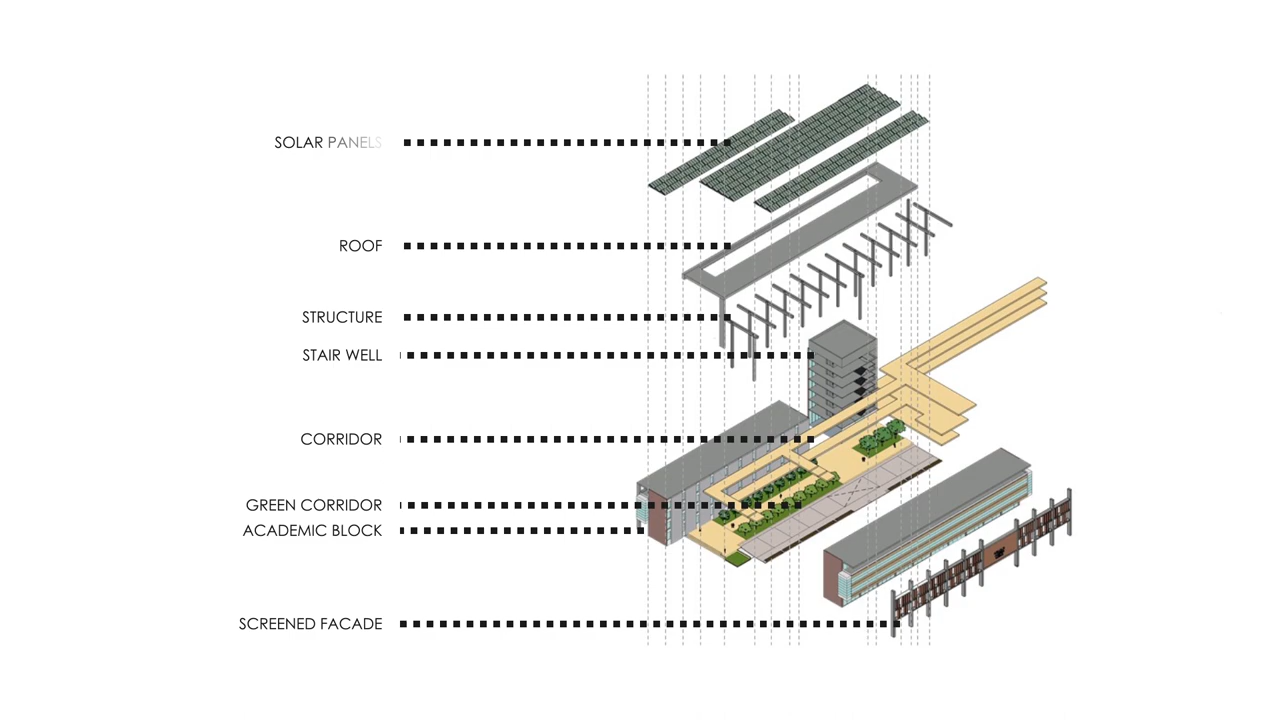 SOLAR PANELS
ROOF
STRUCTURE
STAIR WELL
CORRIDOR
GREEN CORRIDOR
ACADEMIC BLOCK
SCREENED FACADE